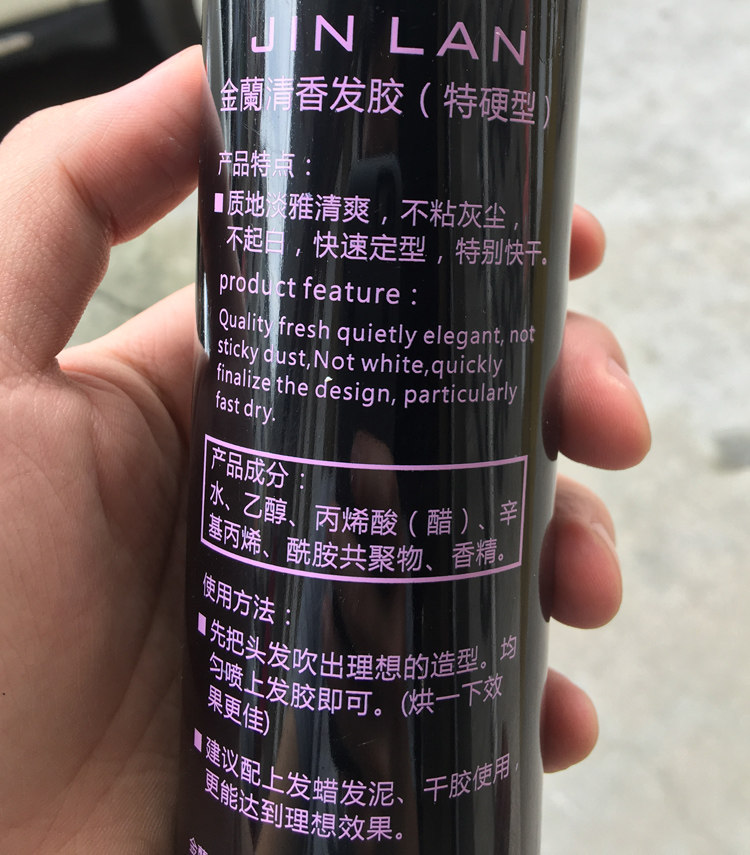 JIN LAN
金蘭清香发胶（特硬型）
产品特点：
■质地淡雅清爽，不粘灰尘，
不起白，快速定型，特别快干。
product feature：
Quality fresh quietly elegant, not
sticky dust,Not white,quickly
finalize the design, particularly
fast dry.
产品成分：
水、乙醇、丙烯酸（醋）、辛
基丙烯、酰胺共聚物、香精。
使用方法：
■先把头发吹出理想的造型。均
匀喷上发胶即可。(烘一下效
果更佳)
■建议配上发蜡发泥、干胶使用，
更能达到理想效果。
金蘭